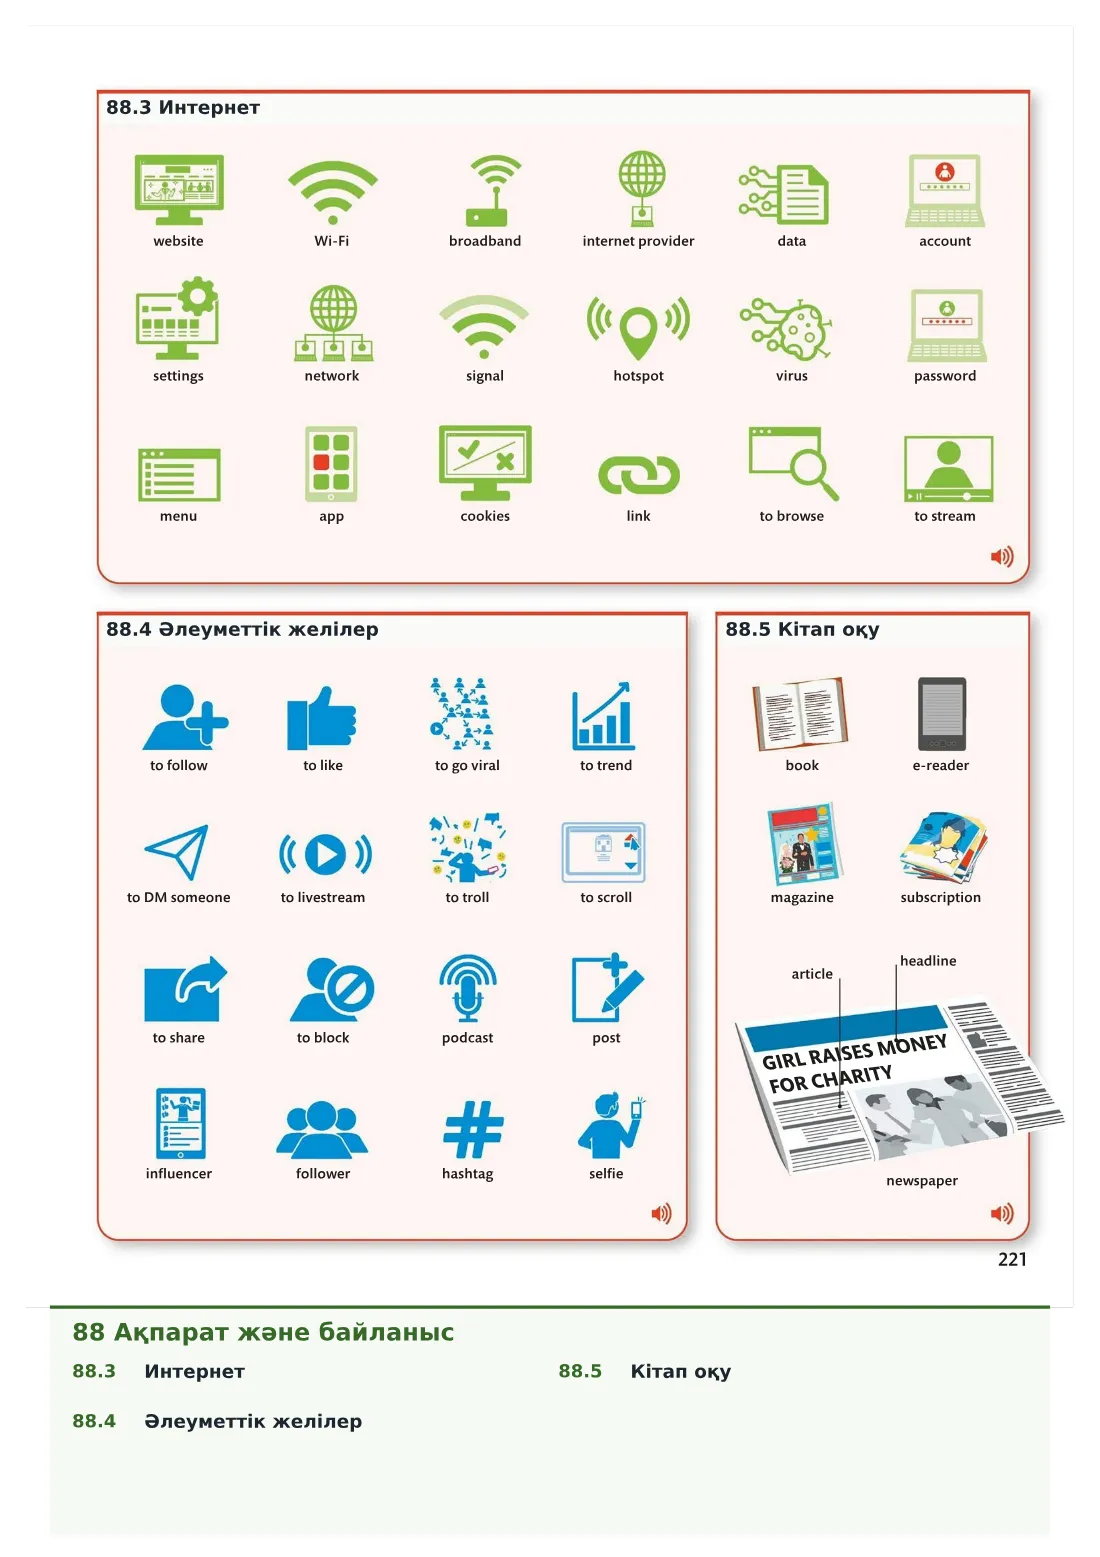 88.3 Интернет
website Wi-Fi broadband internet provider data account
settings network signal hotspot virus password
menu app cookies link to browse to stream
88.4 Әлеуметтік желілер
to follow to like to go viral to trend
to DM someone to livestream to troll to scroll
to share to block podcast post
influencer follower hashtag selfie
88.5 Кітап оқу
book e-reader
magazine subscription
headline
article
GIRL RAISES MONEY
FOR CHARITY
newspaper
221
88 Ақпарат және байланыс
88.3 Интернет
88.4 Әлеуметтік желілер
88.5 Кітап оқу